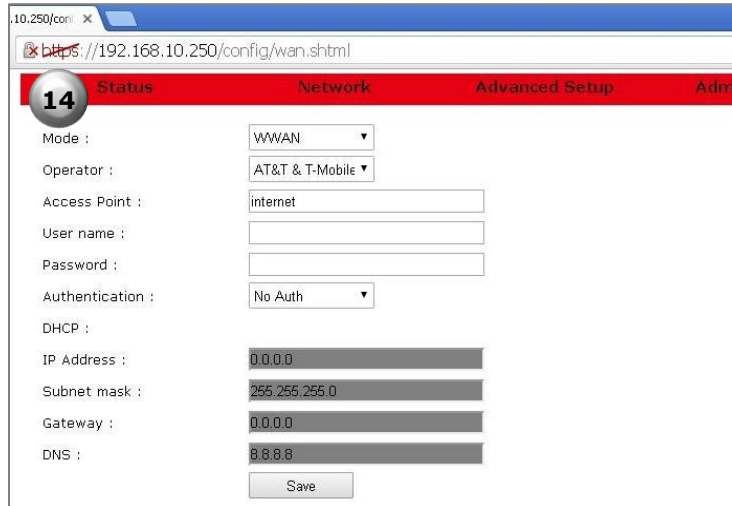 .10.250/con
https://192.168.10.250/config/wan.shtml
14
Status Network Advanced Setup Adm
Mode : WWAN
Operator : AT&T & T-Mobile
Access Point : internet
User name :
Password :
Authentication : No Auth
DHCP :
IP Address : 0.0.0.0
Subnet mask : 255.255.255.0
Gateway : 0.0.0.0
DNS : 8.8.8.8
Save